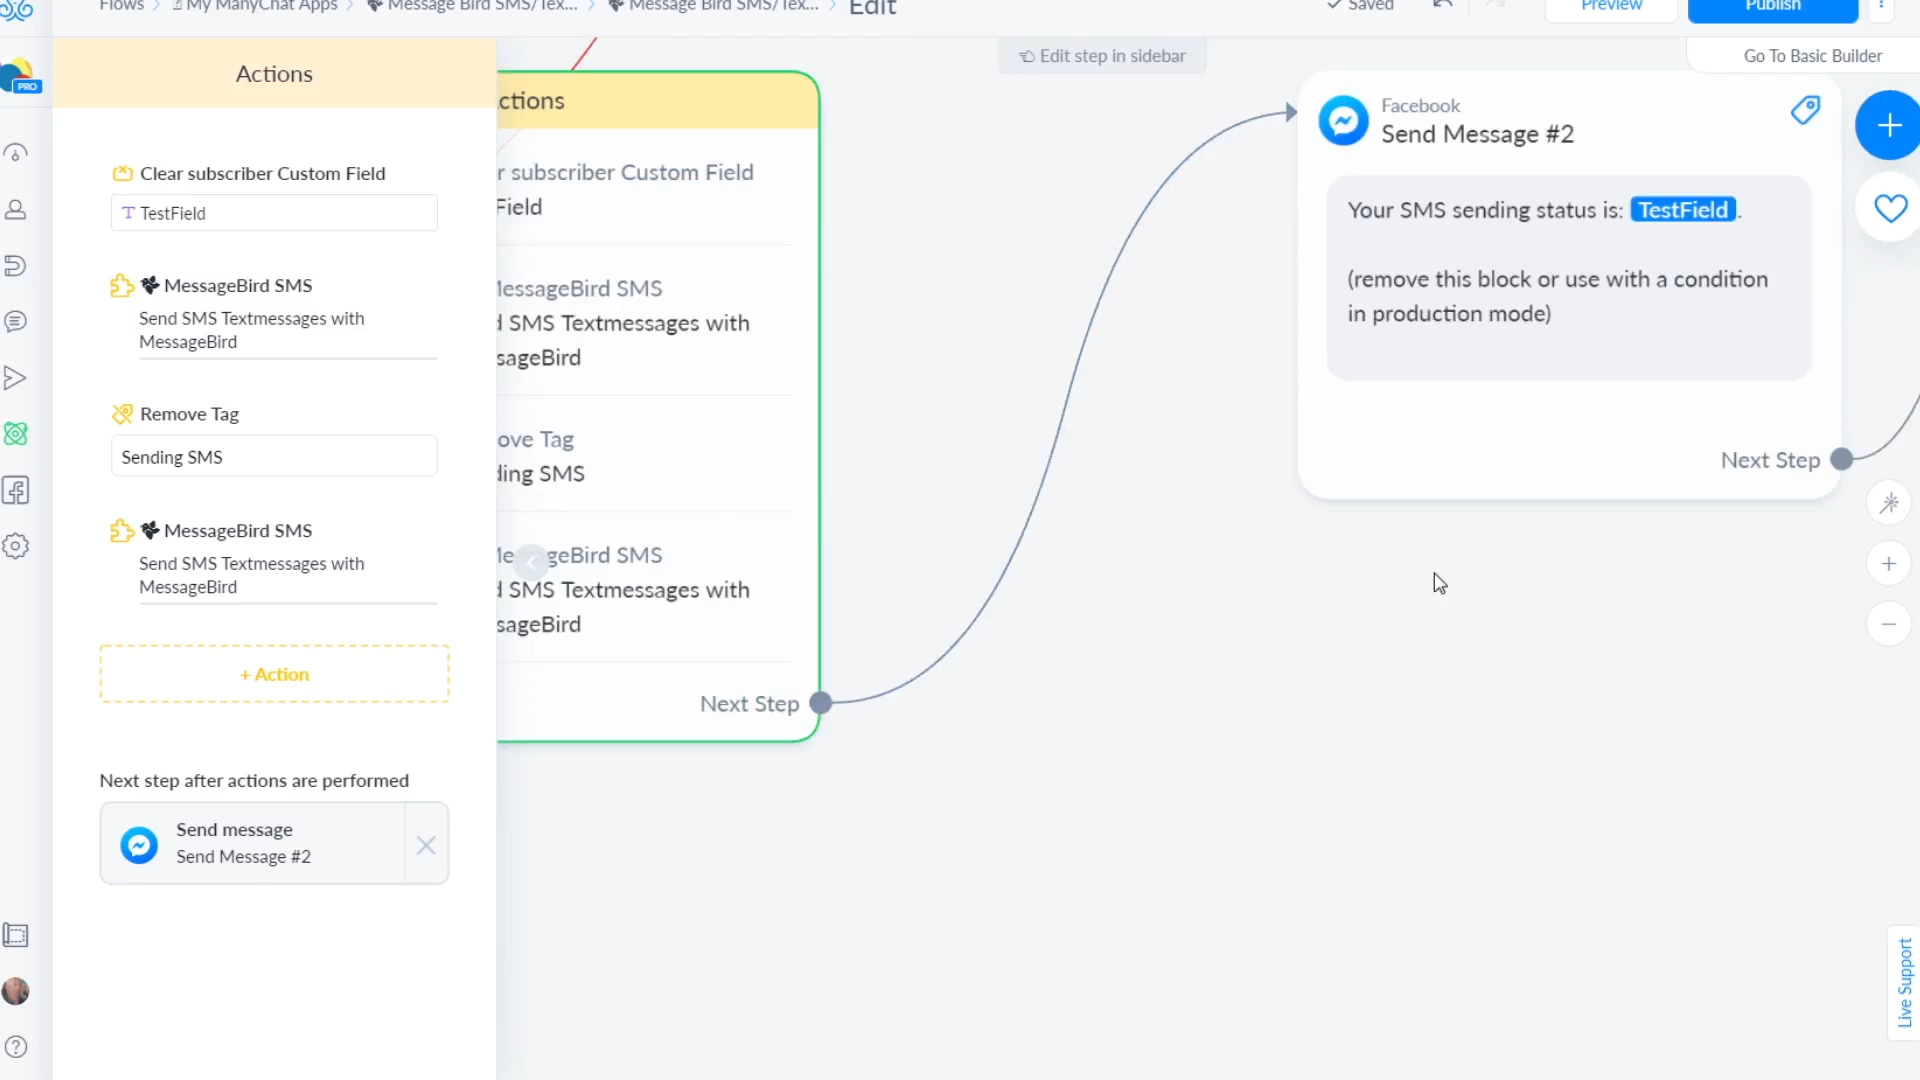 Flows
My ManyChat Apps
Message Bird SMS/Tex...
Message Bird SMS/Tex...
Edit
Saved
Preview
Publish
PRO
Actions
Clear subscriber Custom Field
TestField
MessageBird SMS
Send SMS Textmessages with
MessageBird
Remove Tag
Sending SMS
MessageBird SMS
Send SMS Textmessages with
MessageBird
+ Action
Next step after actions are performed
Send message
Send Message #2
ctions
r subscriber Custom Field
Field
lessageBird SMS
d SMS Textmessages with
sageBird
ove Tag
ding SMS
geBird SMS
d SMS Textmessages with
sageBird
Next Step
Edit step in sidebar
Go To Basic Builder
Facebook
Send Message #2
Your SMS sending status is: TestField.
(remove this block or use with a condition
in production mode)
Next Step
Live Support